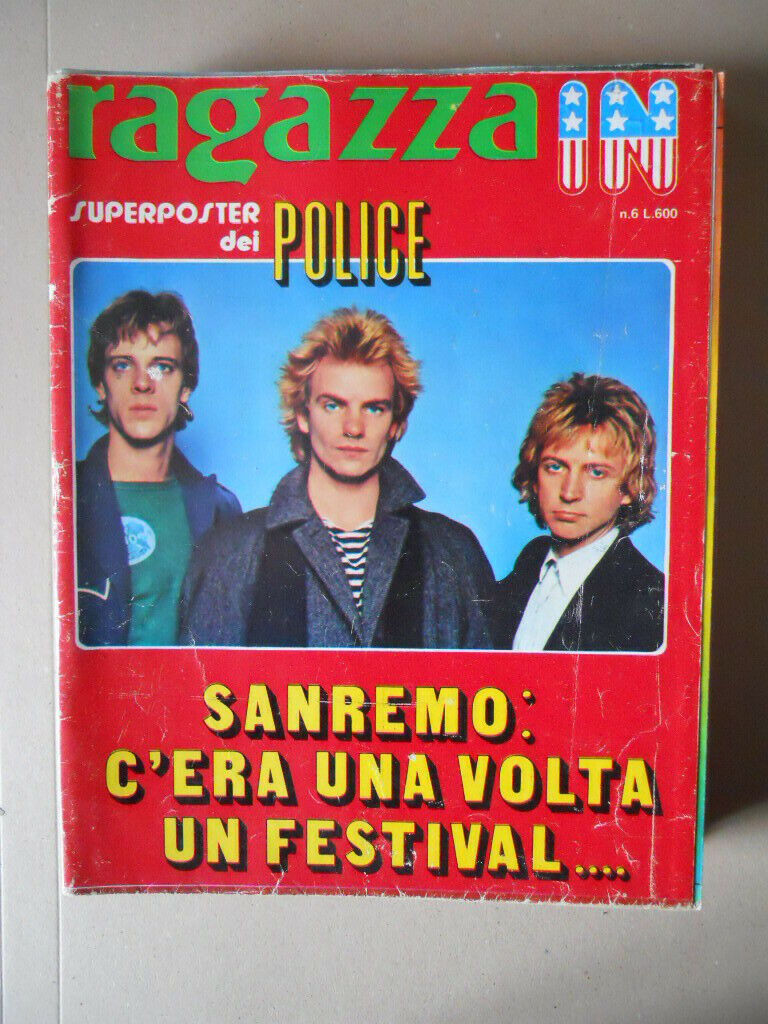 ragazza IN
SUPERPOSTER
dei POLICE
n.6 L.600
SANREMO:
C'ERA UNA VOLTA
UN FESTIVAL....